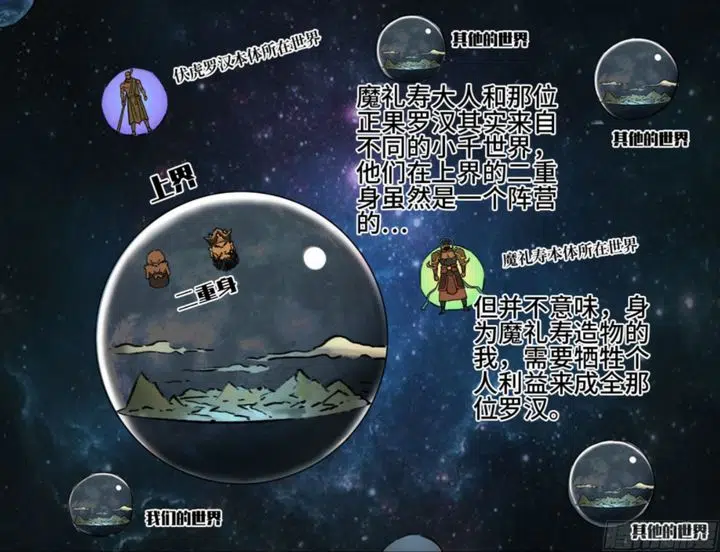 其他的世界
伏虎罗汉本体所在世界
魔礼寿大人和那位
正果罗汉其实来自
不同的小千世界，
他们在上界的二重
身虽然是一个阵营
的...
其他的世界
上界
魔礼寿本体所在世界
二重身
但并不意味，身
为魔礼寿造物的
我，需要牺牲个
人利益来成全那
位罗汉。
我们的世界
其他的世界